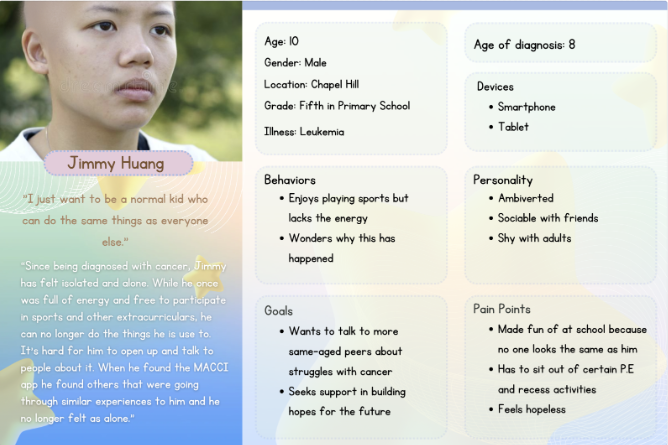 Jimmy Huang
"I just want to be a normal kid who
can do the same things as everyone
else."
"Since being diagnosed with cancer, Jimmy
has felt isolated and alone. While he once
was full of energy and free to participate
in sports and other extracurriculars, he
can no longer do the things he is use to.
It's hard for him to open up and talk to
people about it. When he found the MACCI
app he found others that were going
through similar experiences to him and he
no longer felt as alone."
Age: 10
Gender: Male
Location: Chapel Hill
Grade: Fifth in Primary School
Illness: Leukemia
Age of diagnosis: 8
Devices
• Smartphone
• Tablet
Behaviors
• Enjoys playing sports but
lacks the energy
• Wonders why this has
happened
Personality
• Ambiverted
• Sociable with friends
• Shy with adults
Goals
• Wants to talk to more
same-aged peers about
struggles with cancer
• Seeks support in building
hopes for the future
Pain Points
• Made fun of at school because
no one looks the same as him
• Has to sit out of certain P.E
and recess activities
• Feels hopeless